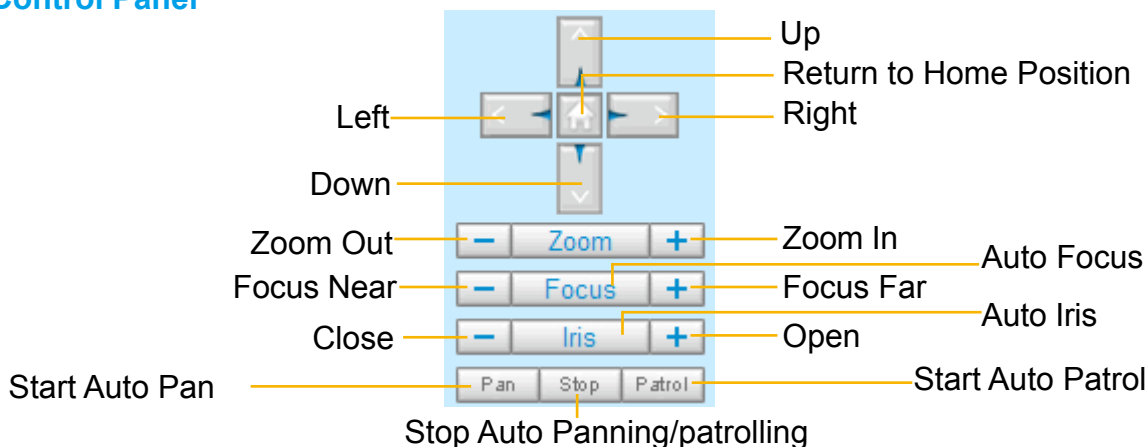 Control Panel
Up
Return to Home Position
Left
Right
Down
Zoom Out − Zoom + Zoom In
Auto Focus
Focus Near − Focus + Focus Far
Auto Iris
Close − Iris + Open
Start Auto Pan Pan Stop Patrol Start Auto Patrol
Stop Auto Panning/patrolling